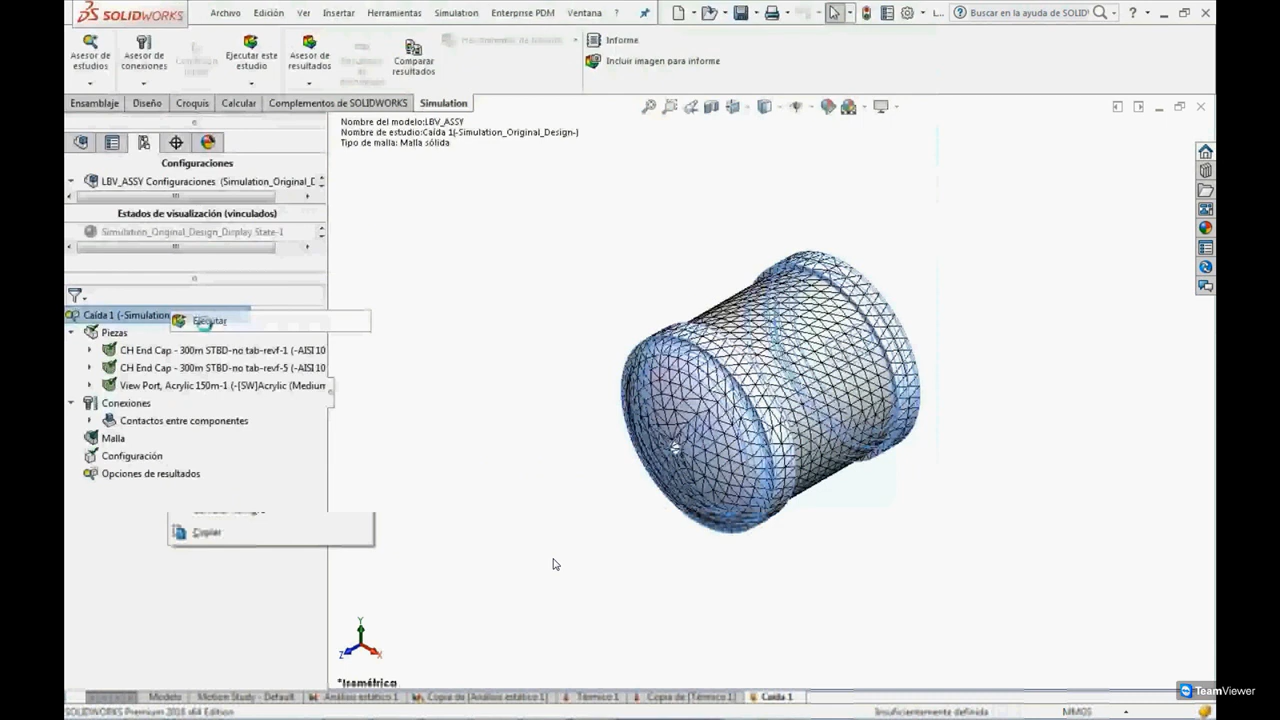 SOLIDWORKS
Archivo Edición Ver Insertar Herramientas Simulation Enterprise PDM Ventana ?
L...
Buscar en la ayuda de SOLID
?
Asesor de estudios
Asesor de conexiones
Ejecutar este estudio
Asesor de resultados
Comparar resultados
Informe
Incluir imagen para informe
Ensamblaje Diseño Croquis Calcular Complementos de SOLIDWORKS Simulation
Nombre del modelo:LBV_ASSY
Nombre de estudio:Caída 1(-Simulation_Original_Design-)
Tipo de malla: Malla sólida
Configuraciones
LBV_ASSY Configuraciones (Simulation_Original_D
Estados de visualización (vinculados)
Simulation_Original_Design_Display State-1
Caída 1 (-Simulation
Ejecutar
Piezas
CH End Cap - 300m STBD-no tab-revf-1 (-AISI 10
CH End Cap - 300m STBD-no tab-revf-5 (-AISI 10
View Port, Acrylic 150m-1 (-[SW]Acrylic (Medium
Conexiones
Contactos entre componentes
Malla
Configuración
Opciones de resultados
Copiar
Y
Z
X
*Isométrica
Modelo Motion Study - Default Análisis estático 1 Copia de [Análisis estático 1] Térmico 1 Copia de [Térmico 1] Caída 1
TeamViewer
SOLIDWORKS Premium 2016 x64 Edition
Insuficientemente definida
MMGS